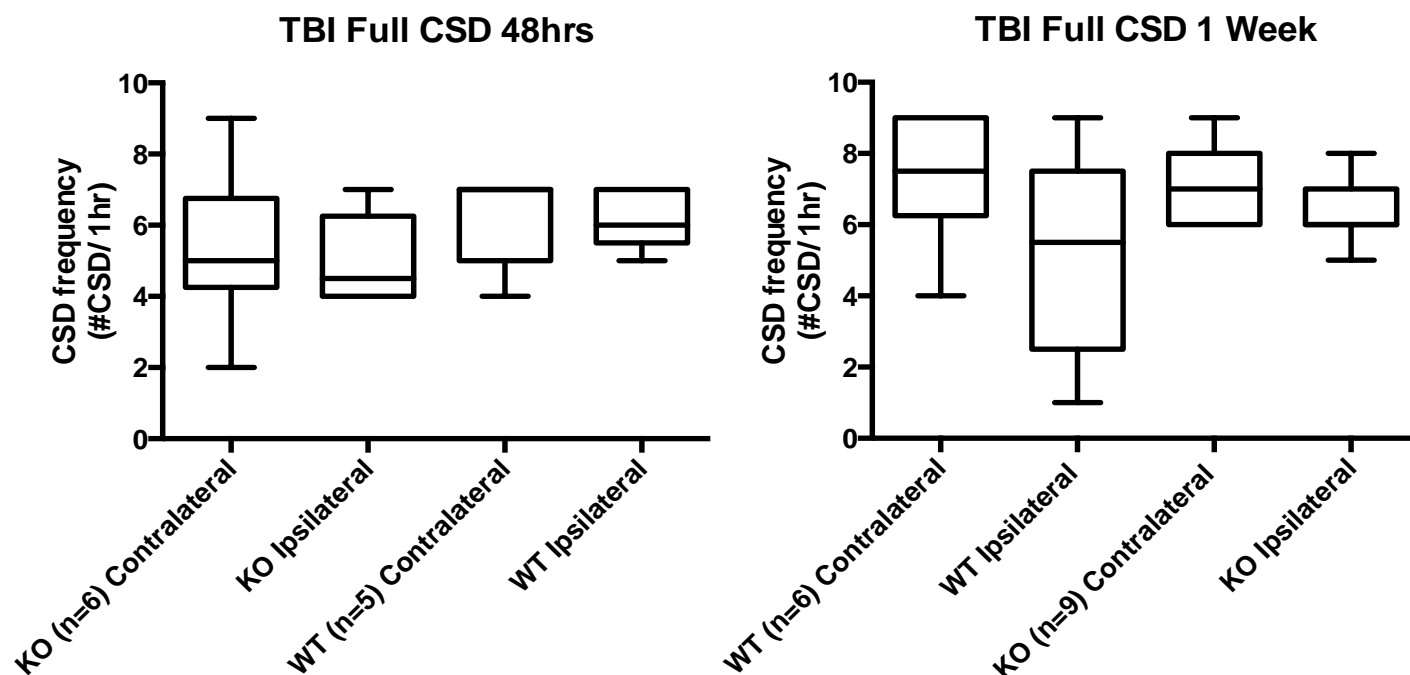 TBI Full CSD 48hrs
CSD frequency
(#CSD/1hr)
10
8
6
4
2
0
KO (n=6) Contralateral
KO Ipsilateral
WT (n=5) Contralateral
WT Ipsilateral
TBI Full CSD 1 Week
CSD frequency
(#CSD/1hr)
10
8
6
4
2
0
WT (n=6) Contralateral
WT Ipsilateral
KO (n=9) Contralateral
KO Ipsilateral